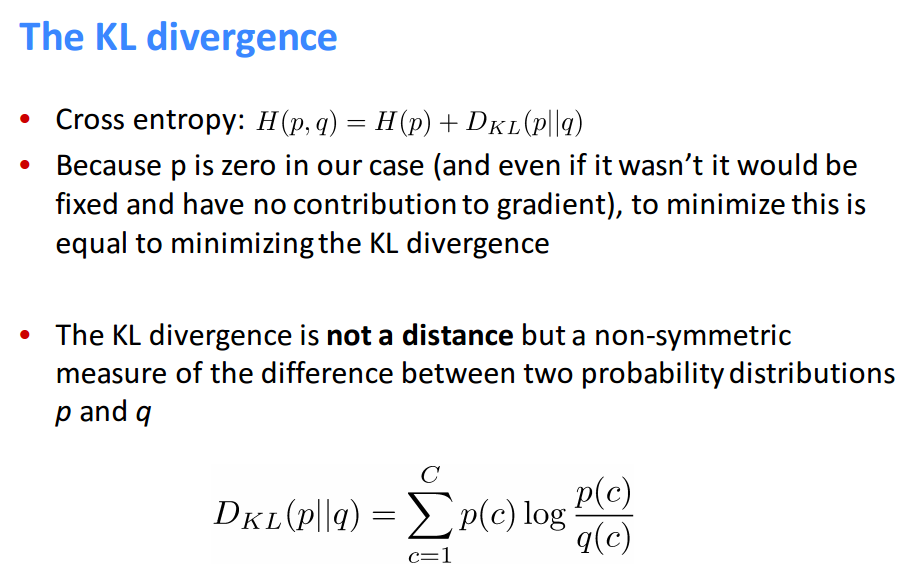 The KL divergence
• Cross entropy: H(p, q) = H(p) + D_{KL}(p||q)
• Because p is zero in our case (and even if it wasn’t it would be
fixed and have no contribution to gradient), to minimize this is
equal to minimizing the KL divergence
• The KL divergence is not a distance but a non-symmetric
measure of the difference between two probability distributions
p and q
D_{KL}(p||q) = \sum_{c=1}^{C} p(c) \log \frac{p(c)}{q(c)}